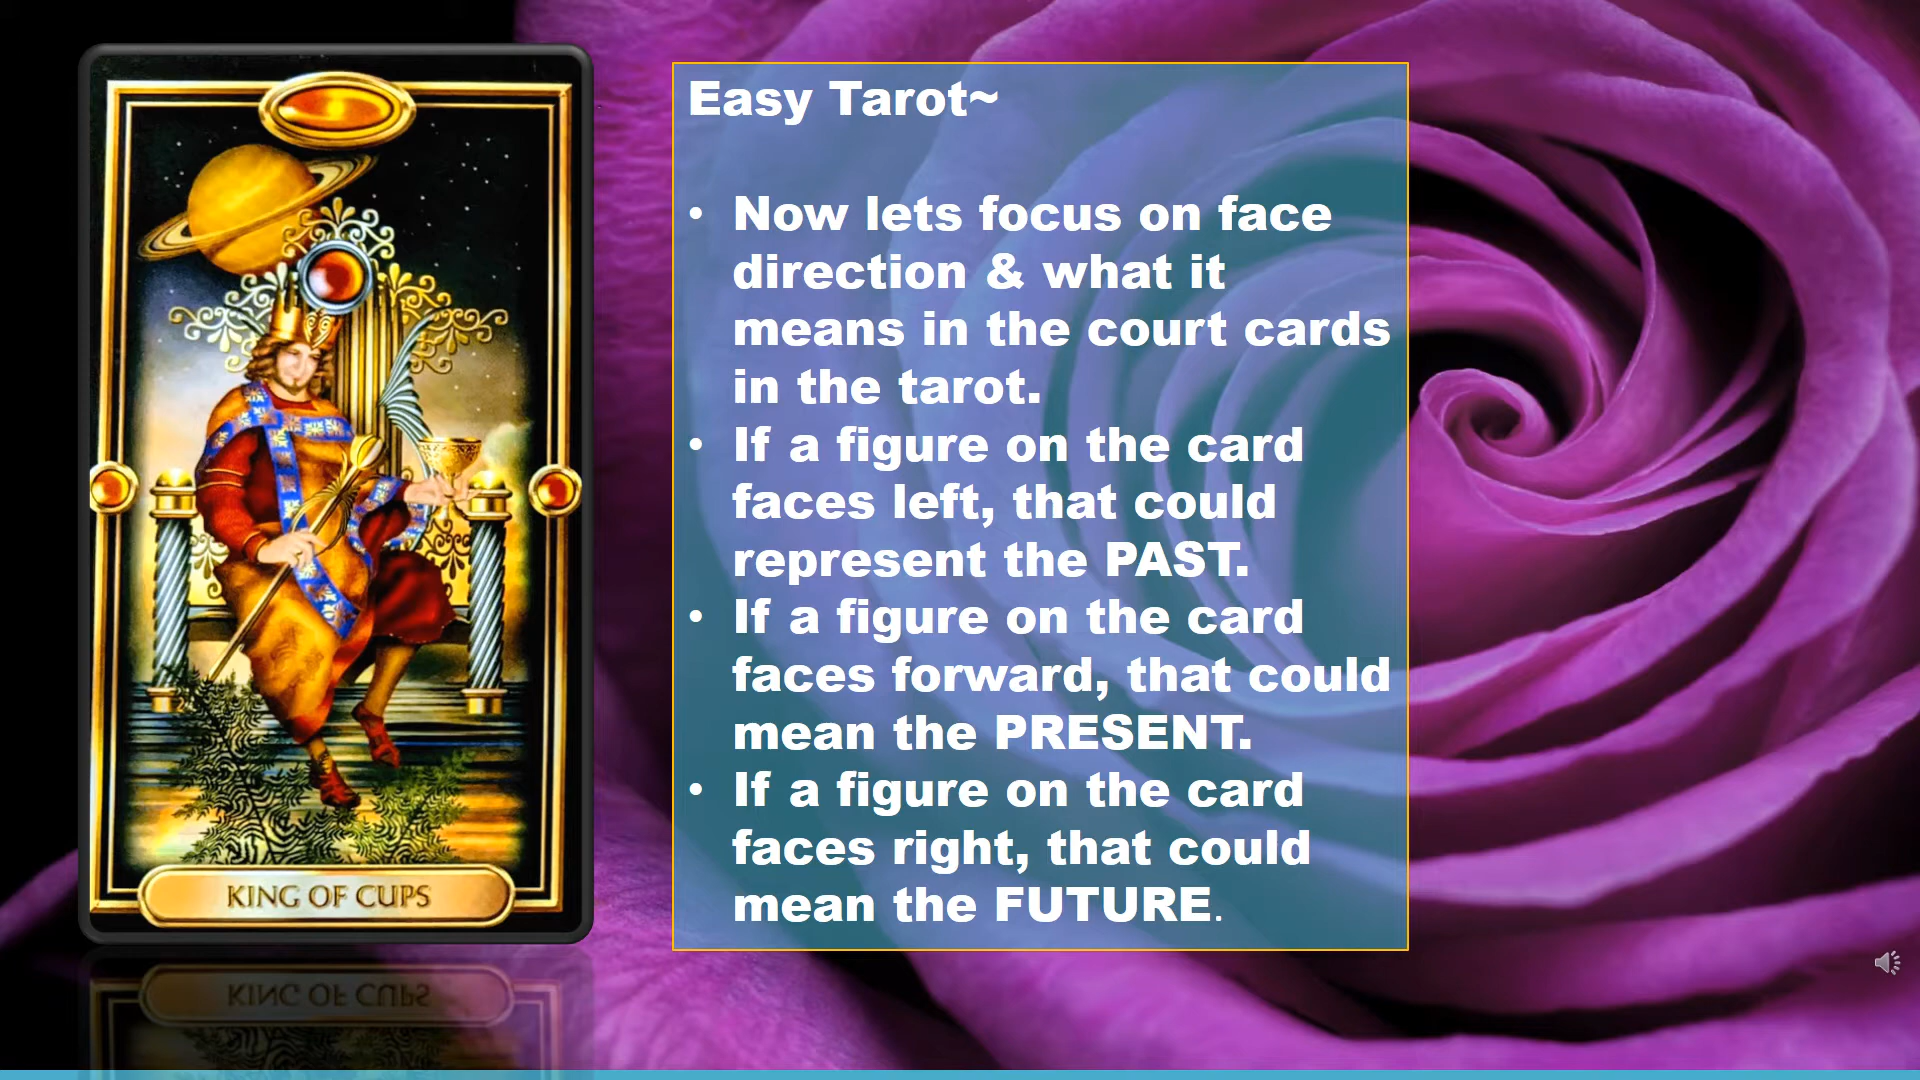 Easy Tarot~
• Now lets focus on face
direction & what it
means in the court cards
in the tarot.
• If a figure on the card
faces left, that could
represent the PAST.
• If a figure on the card
faces forward, that could
mean the PRESENT.
• If a figure on the card
faces right, that could
mean the FUTURE.
KING OF CUPS